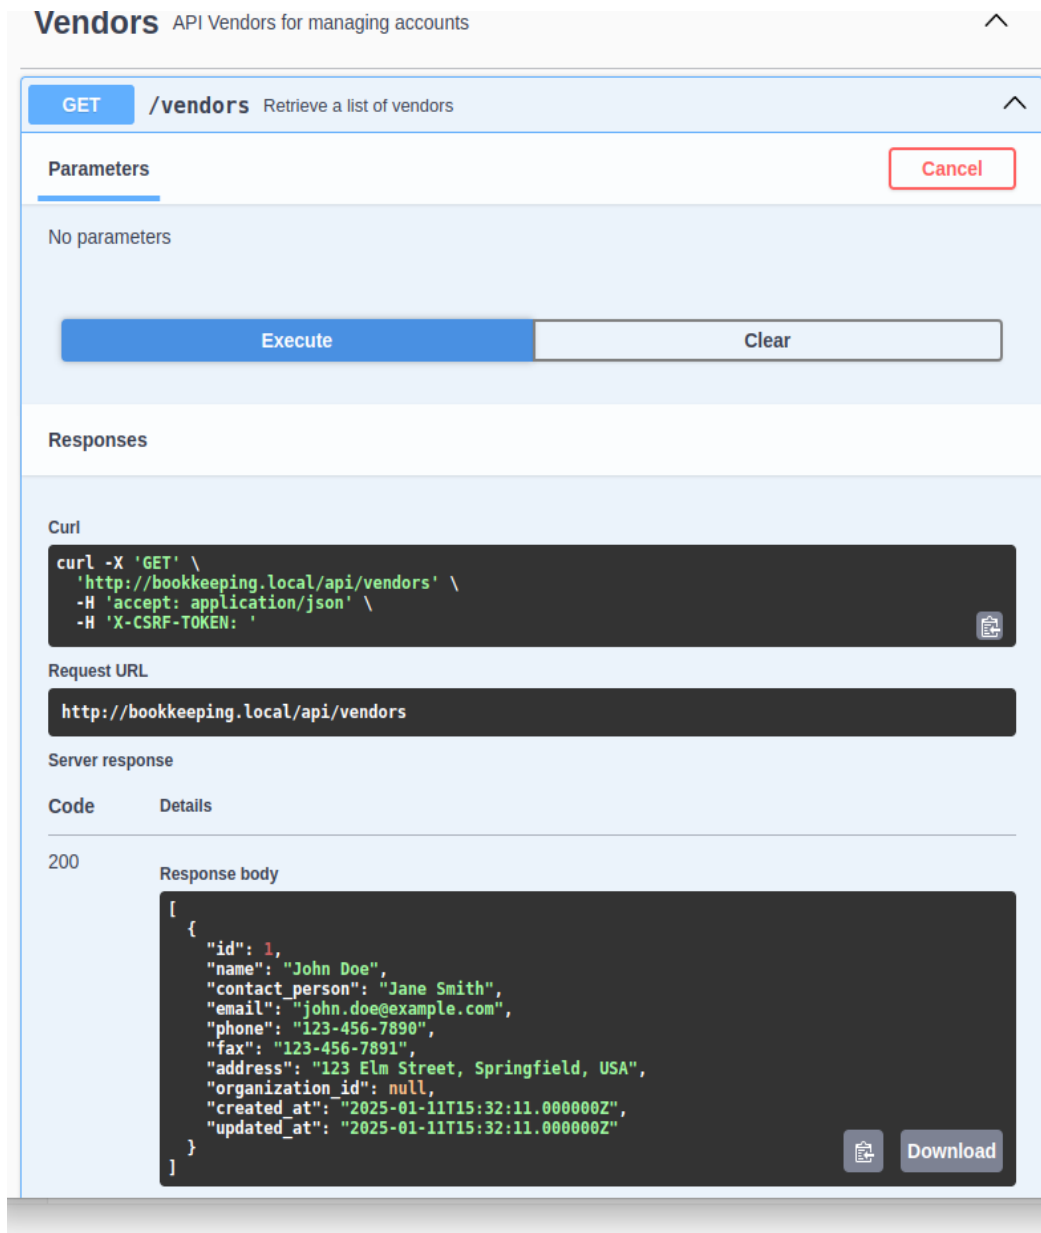 Vendors API Vendors for managing accounts
GET /vendors Retrieve a list of vendors
Parameters Cancel
No parameters
Execute Clear
Responses
Curl
curl -X 'GET' \
  'http://bookkeeping.local/api/vendors' \
  -H 'accept: application/json' \
  -H 'X-CSRF-TOKEN: '
Request URL
http://bookkeeping.local/api/vendors
Server response
Code Details
200
Response body
[
  {
    "id": 1,
    "name": "John Doe",
    "contact_person": "Jane Smith",
    "email": "john.doe@example.com",
    "phone": "123-456-7890",
    "fax": "123-456-7891",
    "address": "123 Elm Street, Springfield, USA",
    "organization_id": null,
    "created_at": "2025-01-11T15:32:11.000000Z",
    "updated_at": "2025-01-11T15:32:11.000000Z"
  }
]
Download